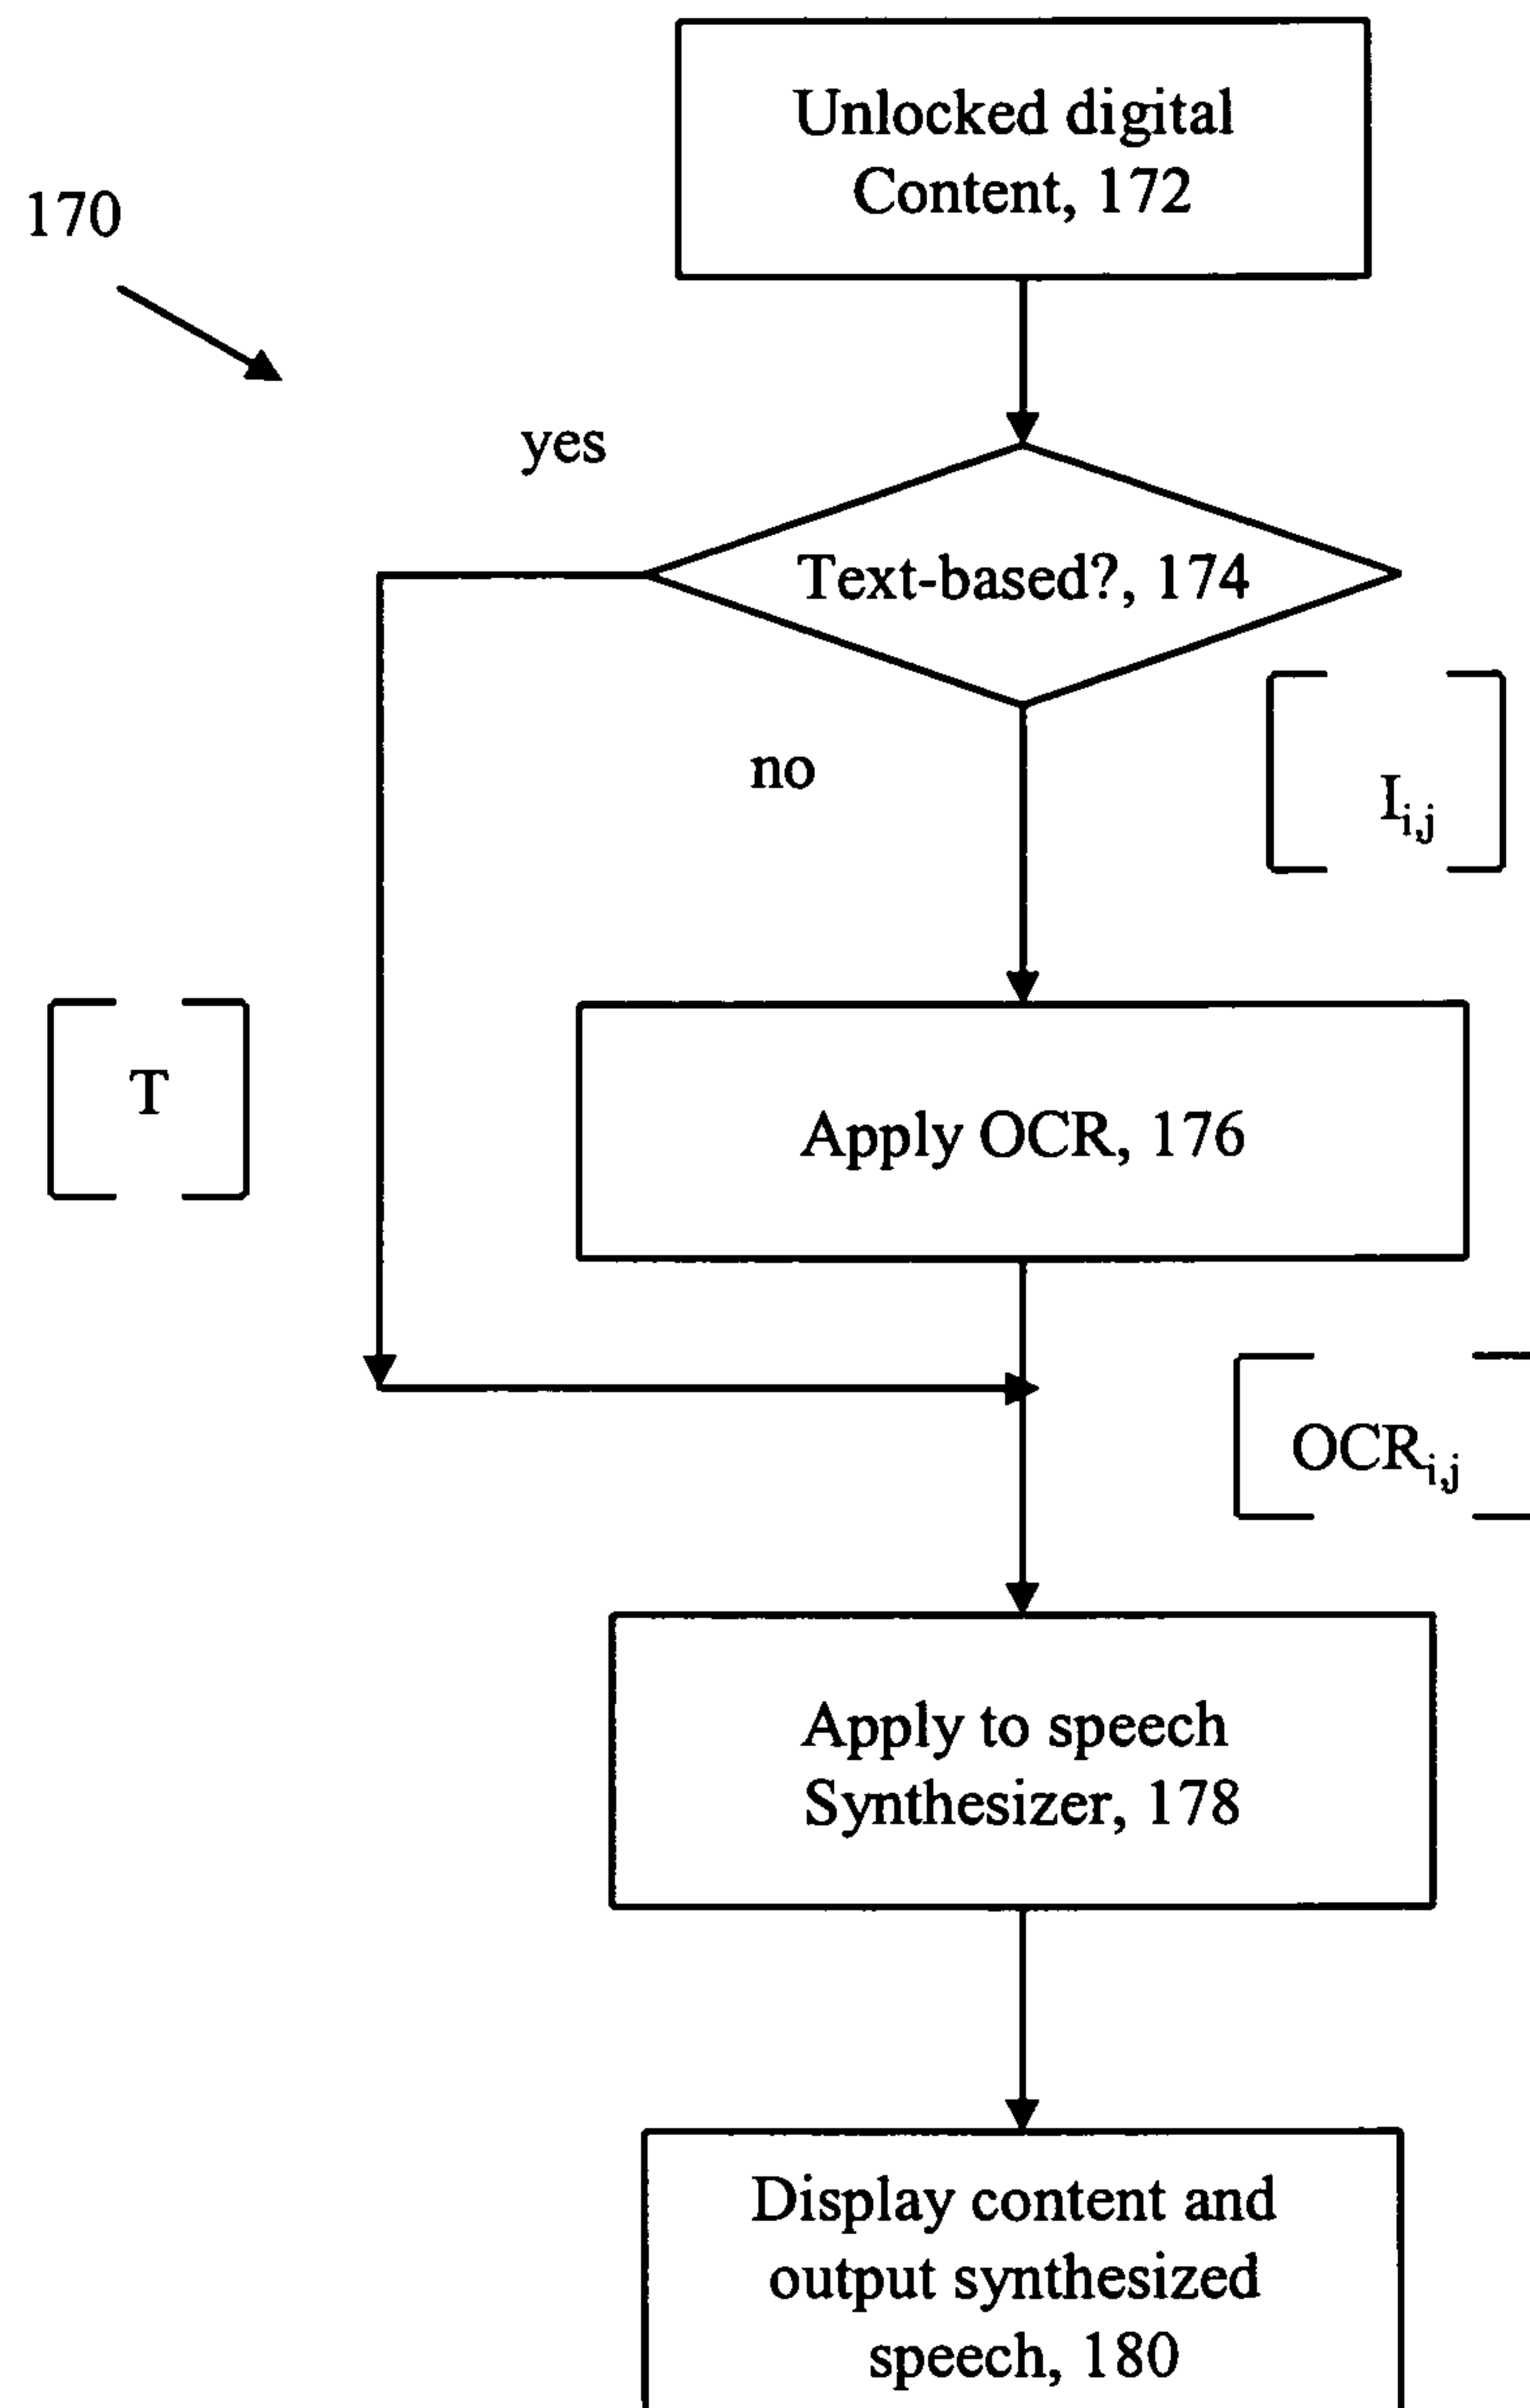 Unlocked digital
Content, 172
170
yes
Text-based?, 174
no
I_{i,j}
T
Apply OCR, 176
OCR_{i,j}
Apply to speech
Synthesizer, 178
Display content and
output synthesized
speech, 180